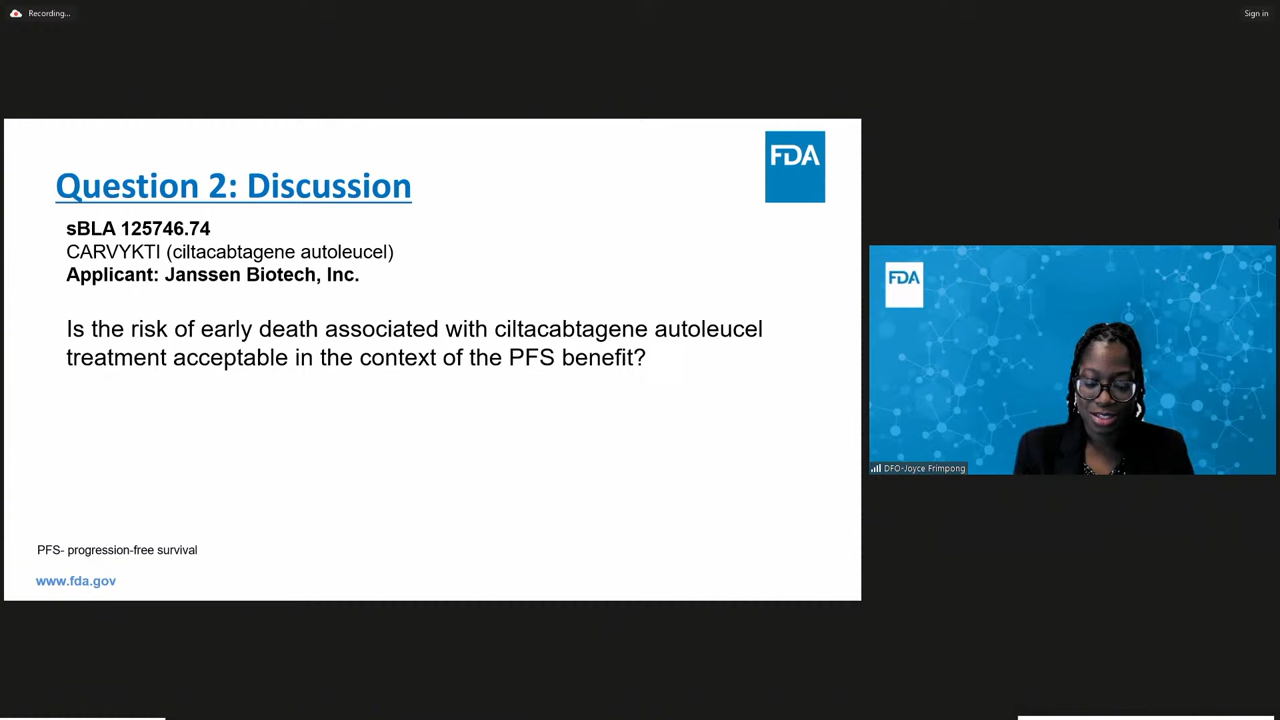 Recording...
Sign in
FDA
Question 2: Discussion
sBLA 125746.74
CARVYKTI (ciltacabtagene autoleucel)
Applicant: Janssen Biotech, Inc.
Is the risk of early death associated with ciltacabtagene autoleucel
treatment acceptable in the context of the PFS benefit?
PFS- progression-free survival
www.fda.gov
FDA
DFO-Joyce Frimpong